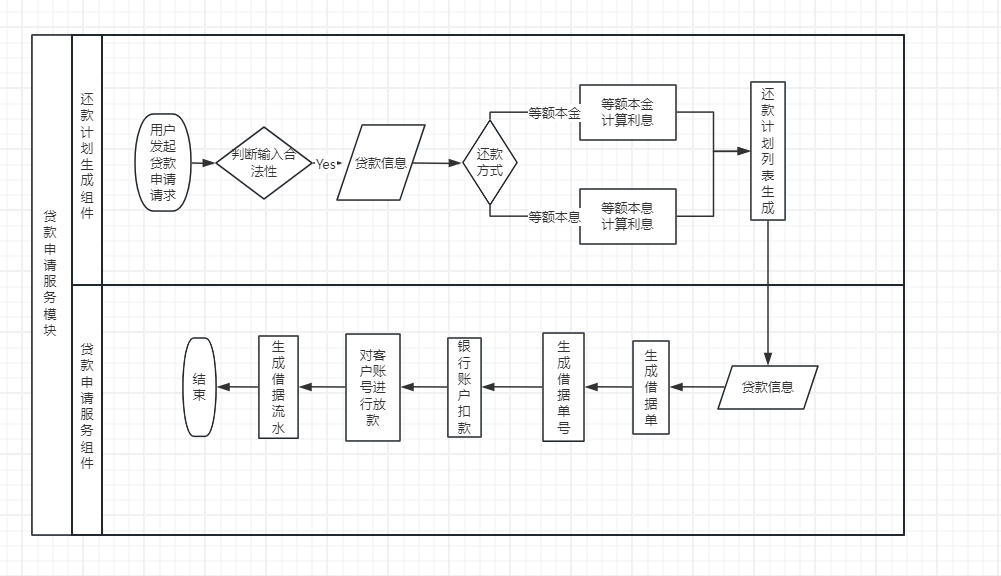 贷款申请服务模块
还款计划生成组件
用户
发起
贷款
申请
请求
判断输入合
法性
Yes
贷款信息
还款
方式
等额本金
等额本金
计算利息
等额本息
等额本息
计算利息
还款计划列表生成
贷款申请服务组件
结
束
生成借据流水
对客
户账
号进
行放
款
银行账户扣款
生成借据单号
生成借据单
贷款信息